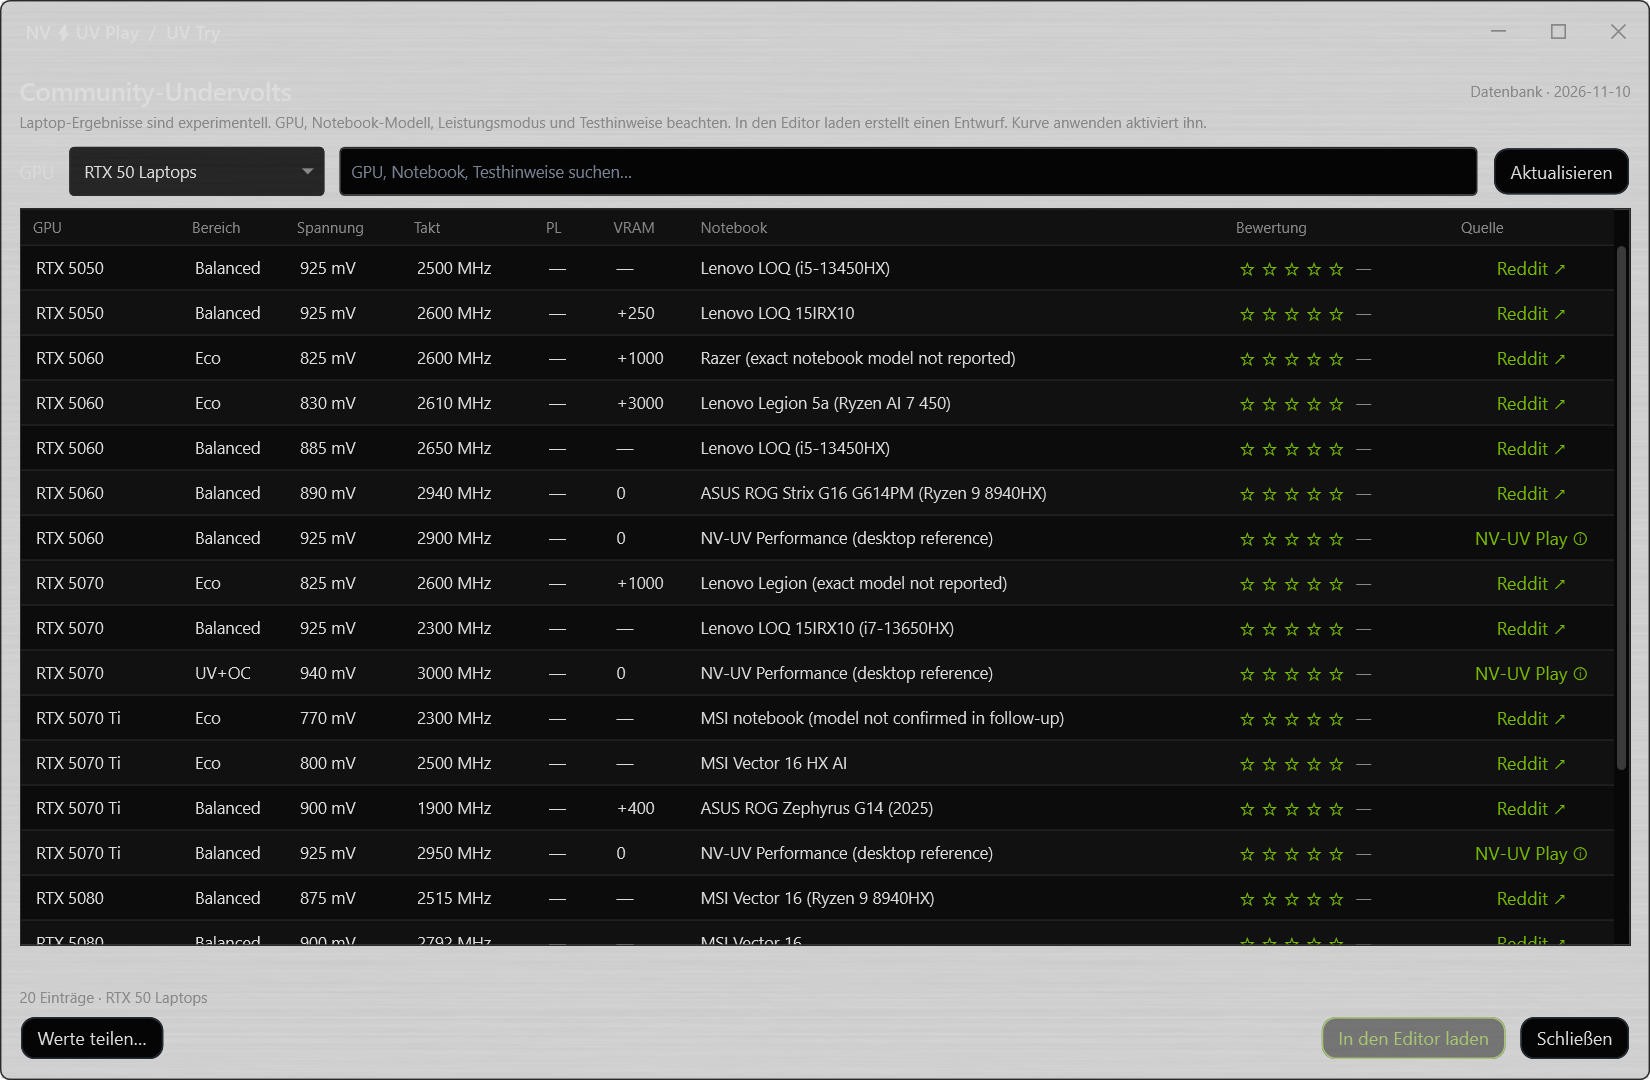 NV⚡UV Play / UV Try
Community-Undervolts
Datenbank · 2026-11-10
Laptop-Ergebnisse sind experimentell. GPU, Notebook-Modell, Leistungsmodus und Testhinweise beachten. In den Editor laden erstellt einen Entwurf. Kurve anwenden aktiviert ihn.
GPU RTX 50 Laptops GPU, Notebook, Testhinweise suchen... Aktualisieren
GPU Bereich Spannung Takt PL VRAM Notebook Bewertung Quelle
RTX 5050 Balanced 925 mV 2500 MHz — — Lenovo LOQ (i5-13450HX) ☆ ☆ ☆ ☆ ☆ — Reddit ↗
RTX 5050 Balanced 925 mV 2600 MHz — +250 Lenovo LOQ 15IRX10 ☆ ☆ ☆ ☆ ☆ — Reddit ↗
RTX 5060 Eco 825 mV 2600 MHz — +1000 Razer (exact notebook model not reported) ☆ ☆ ☆ ☆ ☆ — Reddit ↗
RTX 5060 Eco 830 mV 2610 MHz — +3000 Lenovo Legion 5a (Ryzen AI 7 450) ☆ ☆ ☆ ☆ ☆ — Reddit ↗
RTX 5060 Balanced 885 mV 2650 MHz — — Lenovo LOQ (i5-13450HX) ☆ ☆ ☆ ☆ ☆ — Reddit ↗
RTX 5060 Balanced 890 mV 2940 MHz — 0 ASUS ROG Strix G16 G614PM (Ryzen 9 8940HX) ☆ ☆ ☆ ☆ ☆ — Reddit ↗
RTX 5060 Balanced 925 mV 2900 MHz — 0 NV-UV Performance (desktop reference) ☆ ☆ ☆ ☆ ☆ — NV-UV Play ⓘ
RTX 5070 Eco 825 mV 2600 MHz — +1000 Lenovo Legion (exact model not reported) ☆ ☆ ☆ ☆ ☆ — Reddit ↗
RTX 5070 Balanced 925 mV 2300 MHz — — Lenovo LOQ 15IRX10 (i7-13650HX) ☆ ☆ ☆ ☆ ☆ — Reddit ↗
RTX 5070 UV+OC 940 mV 3000 MHz — 0 NV-UV Performance (desktop reference) ☆ ☆ ☆ ☆ ☆ — NV-UV Play ⓘ
RTX 5070 Ti Eco 770 mV 2300 MHz — — MSI notebook (model not confirmed in follow-up) ☆ ☆ ☆ ☆ ☆ — Reddit ↗
RTX 5070 Ti Eco 800 mV 2500 MHz — — MSI Vector 16 HX AI ☆ ☆ ☆ ☆ ☆ — Reddit ↗
RTX 5070 Ti Balanced 900 mV 1900 MHz — +400 ASUS ROG Zephyrus G14 (2025) ☆ ☆ ☆ ☆ ☆ — Reddit ↗
RTX 5070 Ti Balanced 925 mV 2950 MHz — 0 NV-UV Performance (desktop reference) ☆ ☆ ☆ ☆ ☆ — NV-UV Play ⓘ
RTX 5080 Balanced 875 mV 2515 MHz — — MSI Vector 16 (Ryzen 9 8940HX) ☆ ☆ ☆ ☆ ☆ — Reddit ↗
RTX 5080 Balanced 900 mV 2792 MHz — — MSI Vector 16 ☆ ☆ ☆ ☆ ☆ — Reddit ↗
20 Einträge · RTX 50 Laptops
Werte teilen... In den Editor laden Schließen